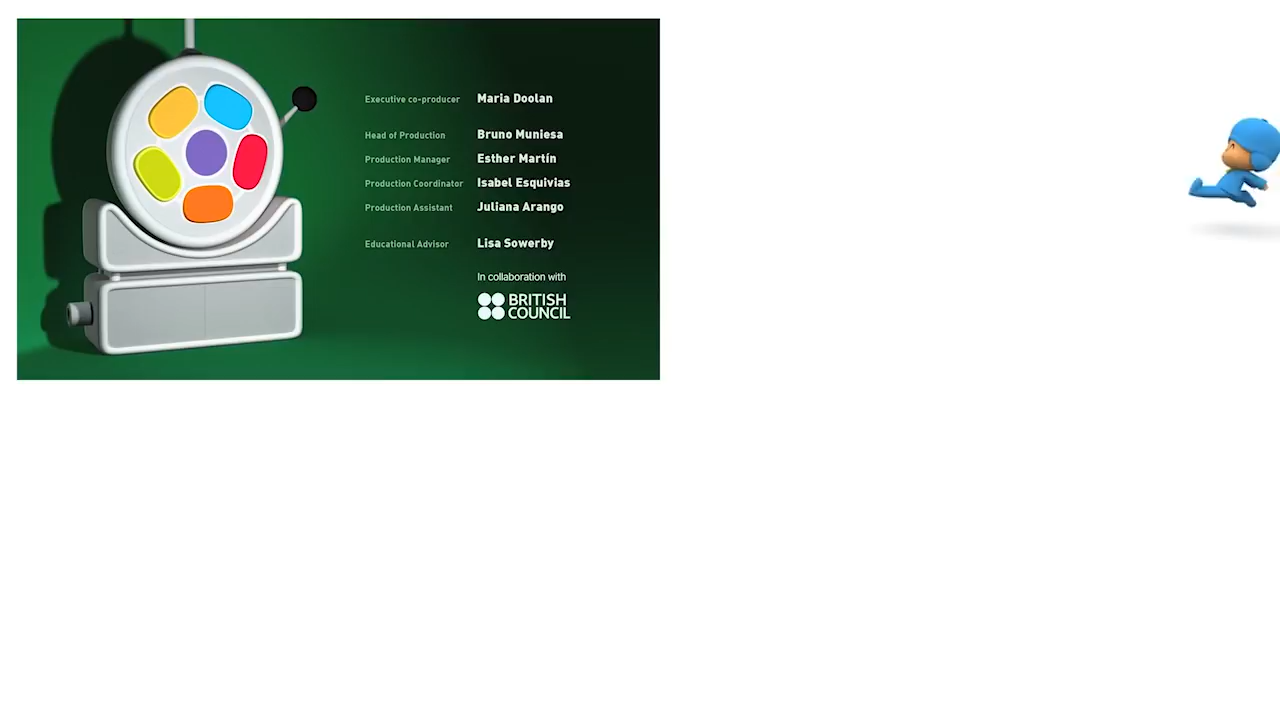 Executive co-producer Maria Doolan
Head of Production Bruno Muniesa
Production Manager Esther Martín
Production Coordinator Isabel Esquivias
Production Assistant Juliana Arango
Educational Advisor Lisa Sowerby
In collaboration with
BRITISH
COUNCIL